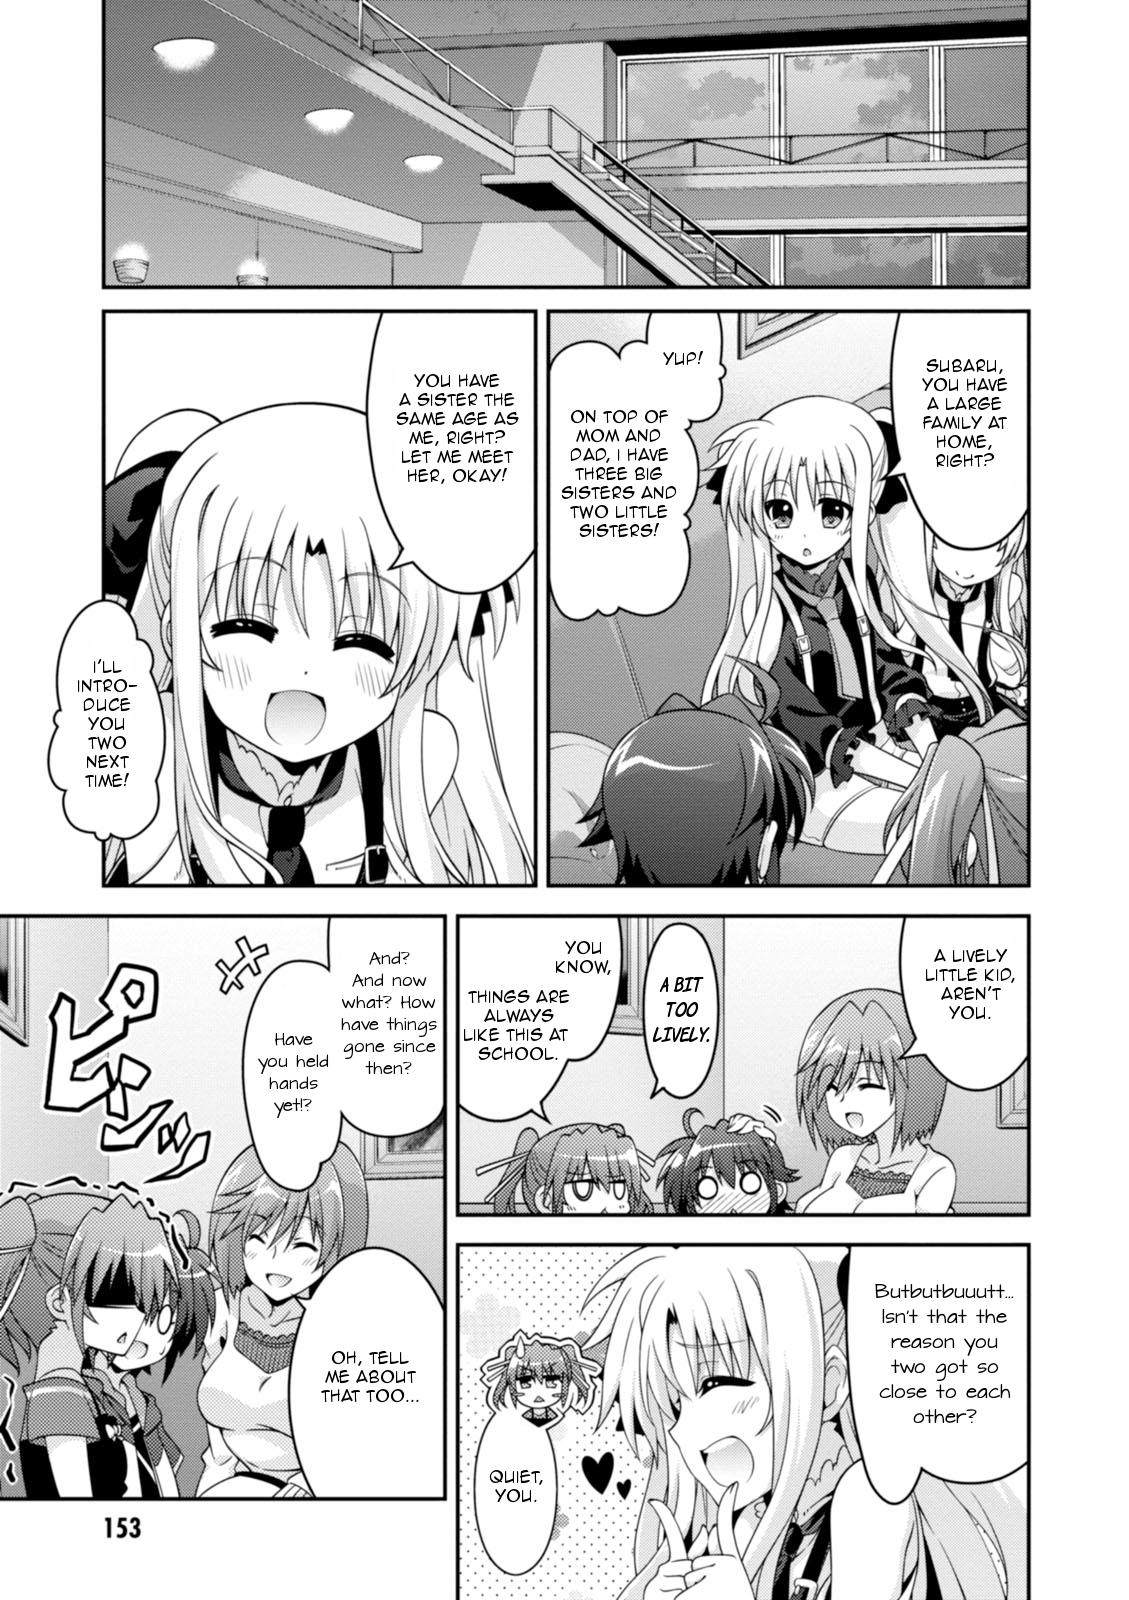 SUBARU,
YOU HAVE
A LARGE
FAMILY AT
HOME,
RIGHT?
YUP!
ON TOP OF
MOM AND
DAD, I HAVE
THREE BIG
SISTERS AND
TWO LITTLE
SISTERS!
YOU HAVE
A SISTER THE
SAME AGE AS
ME, RIGHT?
LET ME MEET
HER, OKAY!
I'LL
INTRO-
DUCE
YOU
TWO
NEXT
TIME!
A LIVELY
LITTLE KID,
AREN'T
YOU.
A BIT
TOO
LIVELY.
YOU
KNOW,
THINGS ARE
ALWAYS
LIKE THIS AT
SCHOOL.
Butbutbuuutt...
Isn't that the
reason you
two got so
close to each
other?
QUIET,
YOU.
And?
And now
what? How
have things
gone since
then?
Have
you held
hands
yet!?
ピシッ
OH, TELL
ME ABOUT
THAT TOO...
153